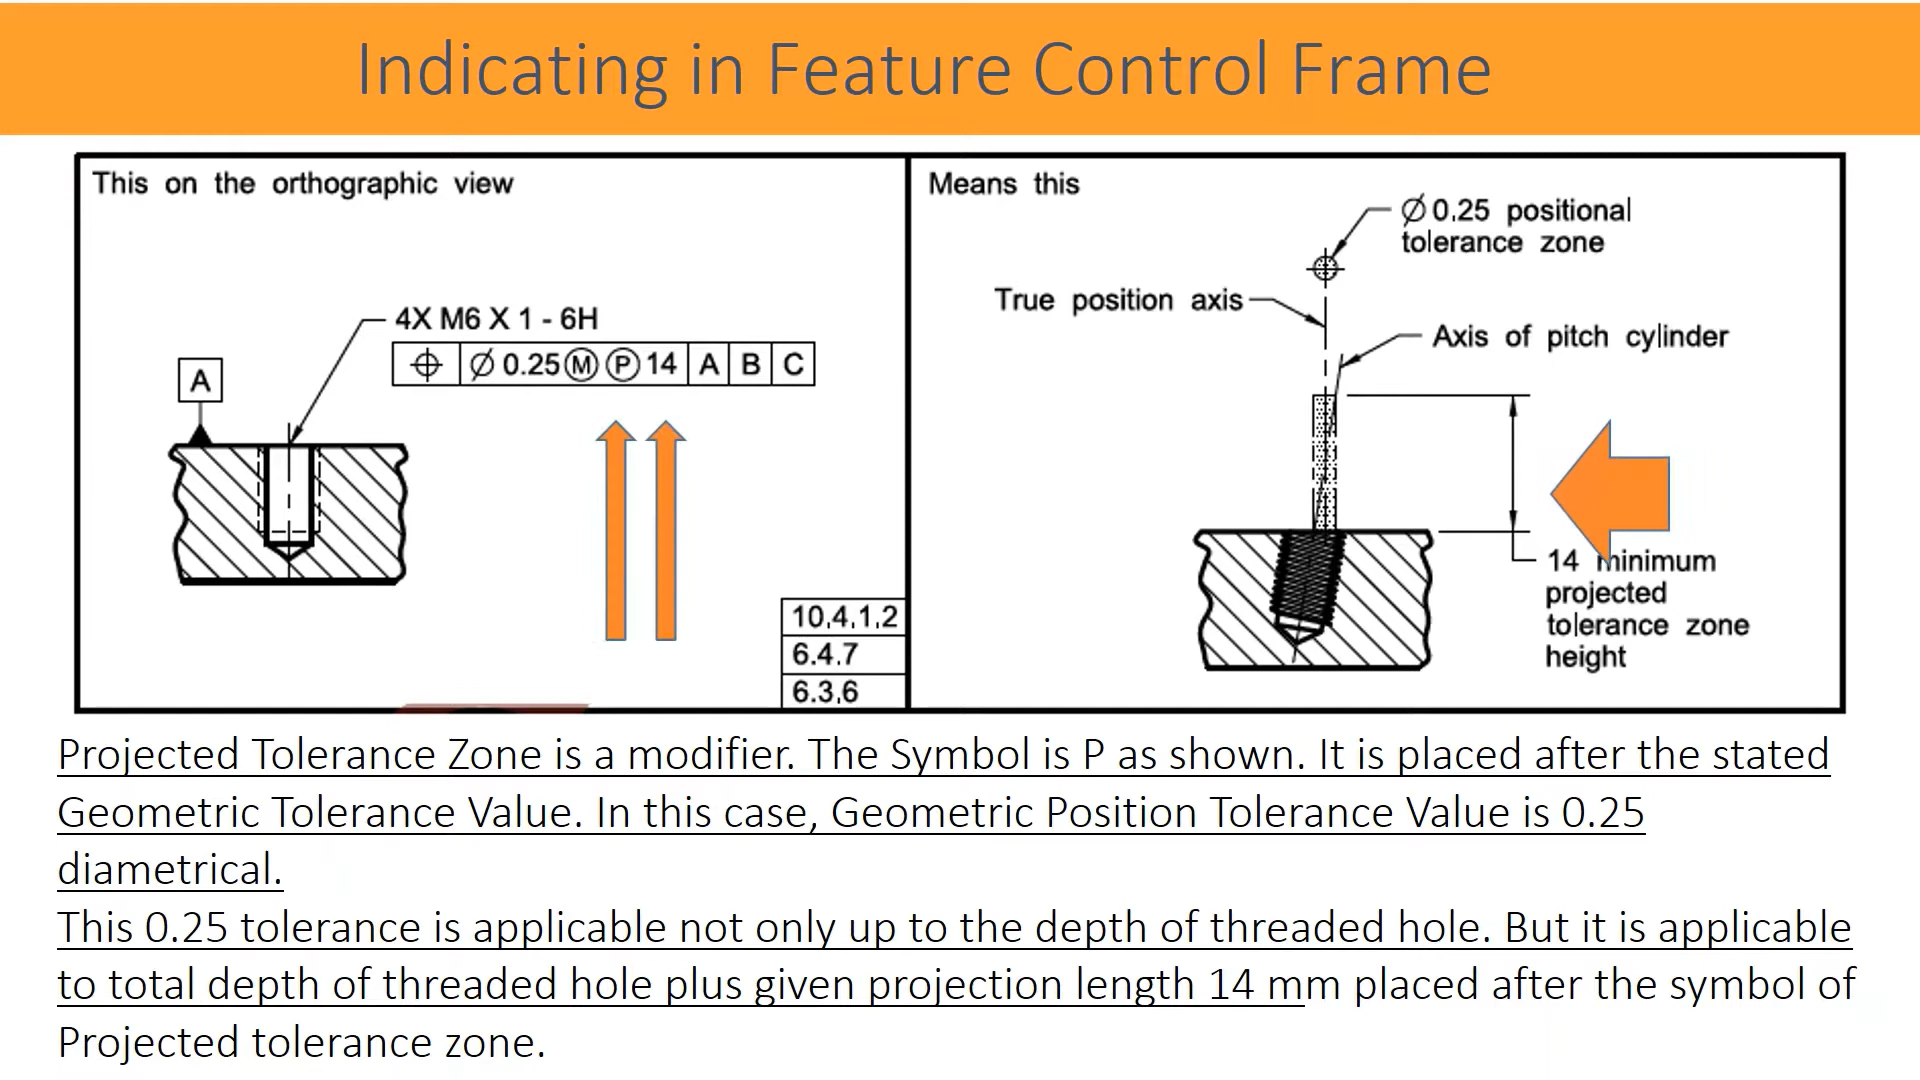 Indicating in Feature Control Frame
This on the orthographic view
4X M6 X 1 - 6H
⌖ Ø 0.25 Ⓜ Ⓟ 14 A B C
A
10.4.1.2
6.4.7
6.3.6
Means this
Ø 0.25 positional
tolerance zone
True position axis
Axis of pitch cylinder
14 minimum
projected
tolerance zone
height
Projected Tolerance Zone is a modifier. The Symbol is P as shown. It is placed after the stated
Geometric Tolerance Value. In this case, Geometric Position Tolerance Value is 0.25
diametrical.
This 0.25 tolerance is applicable not only up to the depth of threaded hole. But it is applicable
to total depth of threaded hole plus given projection length 14 mm placed after the symbol of
Projected tolerance zone.